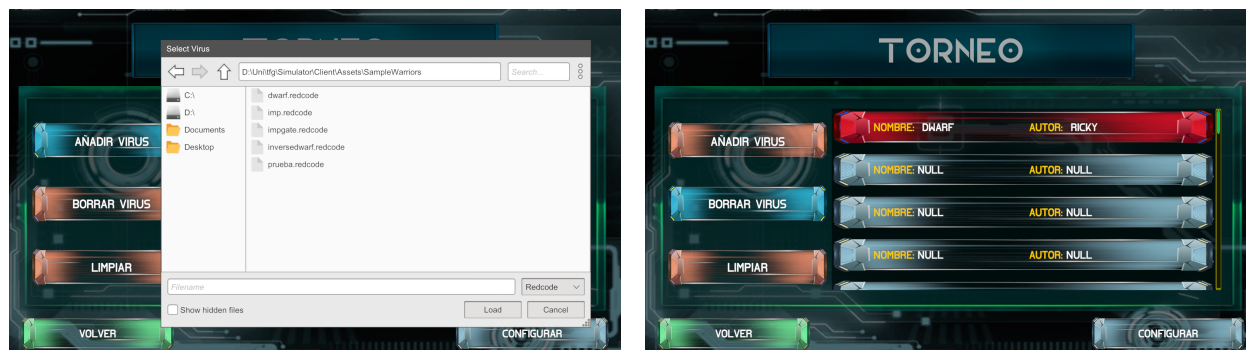 Select Virus
D:\Uni\tfg\Simulator\Client\Assets\SampleWarriors
Search...
C:\
D:\
Documents
Desktop
dwarf.redcode
imp.redcode
impgate.redcode
inversedwarf.redcode
prueba.redcode
Filename
Redcode
Show hidden files
Load
Cancel
AÑADIR VIRUS
BORRAR VIRUS
LIMPIAR
VOLVER
CONFIGURAR
TORNEO
AÑADIR VIRUS
BORRAR VIRUS
LIMPIAR
NOMBRE: DWARF AUTOR: RICKY
NOMBRE: NULL AUTOR: NULL
NOMBRE: NULL AUTOR: NULL
NOMBRE: NULL AUTOR: NULL
VOLVER
CONFIGURAR